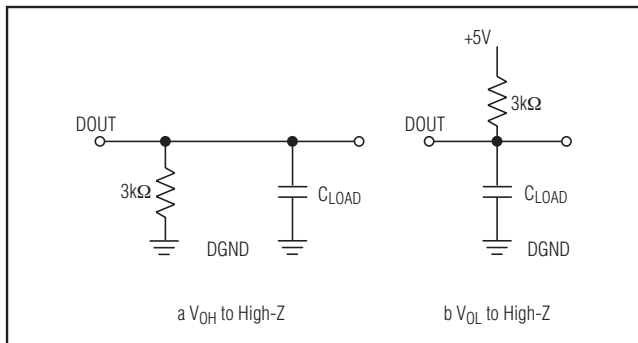 +5V
3kΩ
DOUT
DOUT
3kΩ
CLOAD
CLOAD
DGND
DGND
a VOH to High-Z
b VOL to High-Z